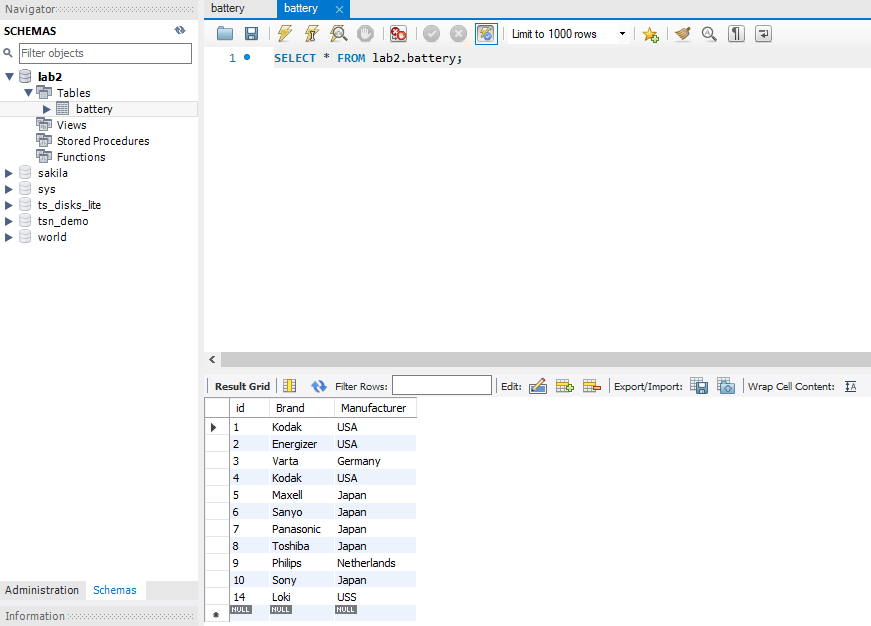 Navigator
SCHEMAS
Filter objects
lab2
Tables
battery
Views
Stored Procedures
Functions
sakila
sys
ts_disks_lite
tsn_demo
world
Administration Schemas
Information
battery battery
Limit to 1000 rows
1 SELECT * FROM lab2.battery;
Result Grid Filter Rows: Edit: Export/Import: Wrap Cell Content: IA
id Brand Manufacturer
1 Kodak USA
2 Energizer USA
3 Varta Germany
4 Kodak USA
5 Maxell Japan
6 Sanyo Japan
7 Panasonic Japan
8 Toshiba Japan
9 Philips Netherlands
10 Sony Japan
14 Loki USS
NULL NULL NULL